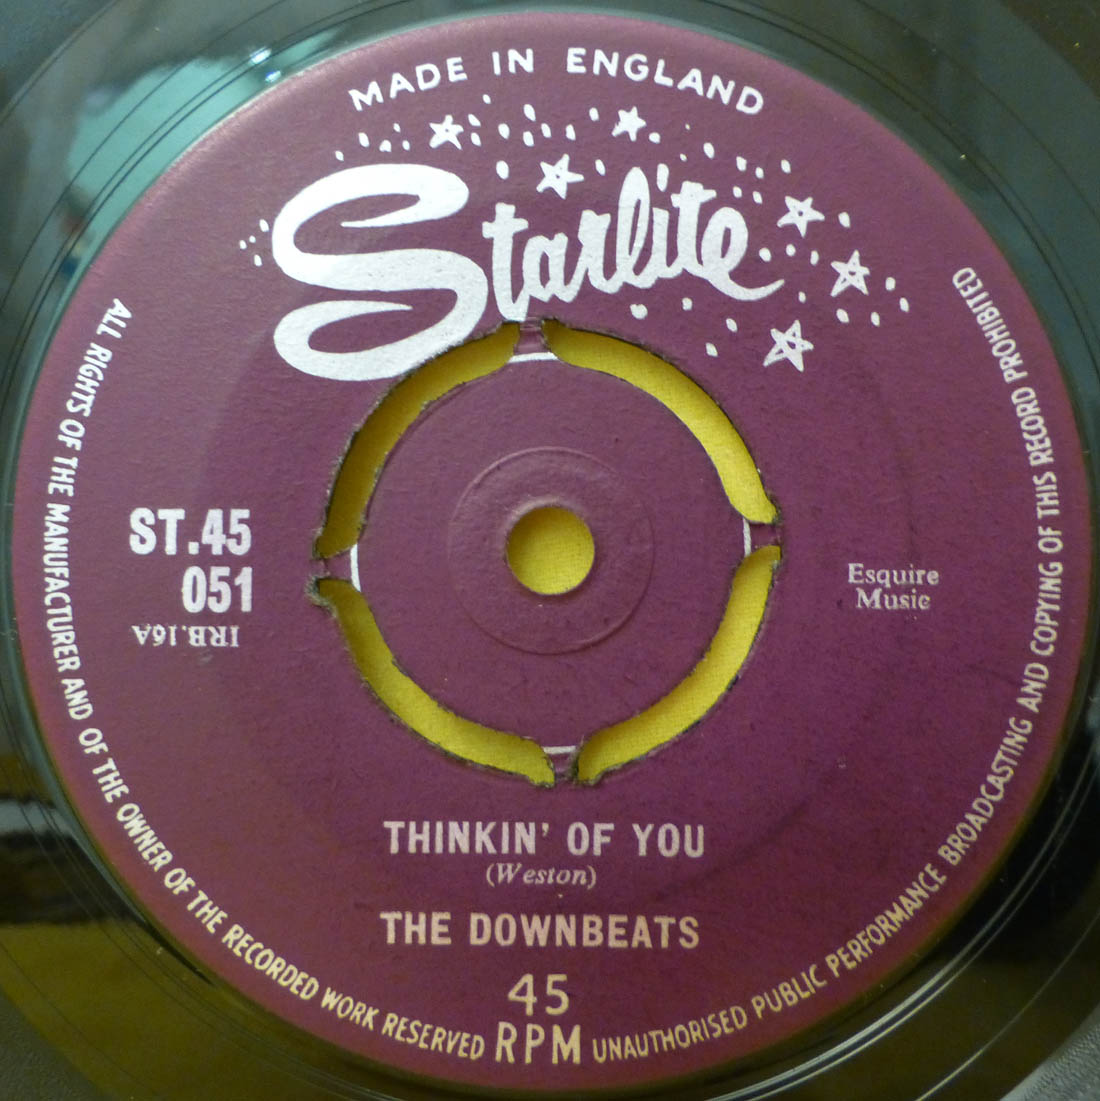 MADE IN ENGLAND
Starlite
ST.45
051
IRB.16A
Esquire
Music
THINKIN' OF YOU
(Weston)
THE DOWNBEATS
45
RPM
ALL RIGHTS OF THE MANUFACTURER AND OF THE OWNER OF THE RECORDED WORK RESERVED
UNAUTHORISED PUBLIC PERFORMANCE BROADCASTING AND COPYING OF THIS RECORD PROHIBITED